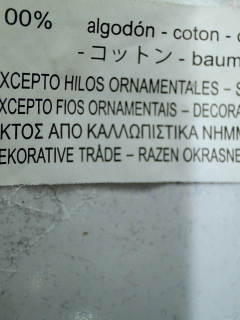 00% algodón - coton -
- コットン - baum
XCEPTO HILOS ORNAMENTALES – S
XCEPTO FIOS ORNAMENTAIS – DECORA
ΚΤΟΣ ΑΠΟ ΚΑΛΛΩΠΙΣΤΙΚΑ ΝΗΜΑ
EKORATIVE TRÅDE – RAZEN OKRASNE